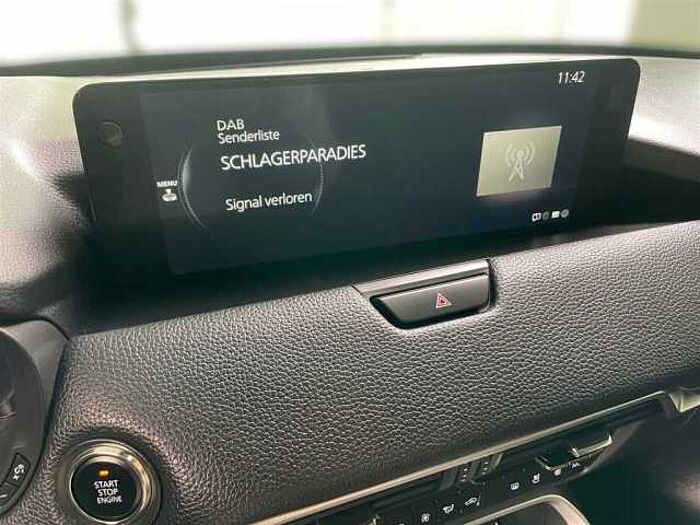 11:42
DAB
Senderliste
SCHLAGERPARADIES
MENU
Signal verloren
START
STOP
ENGINE